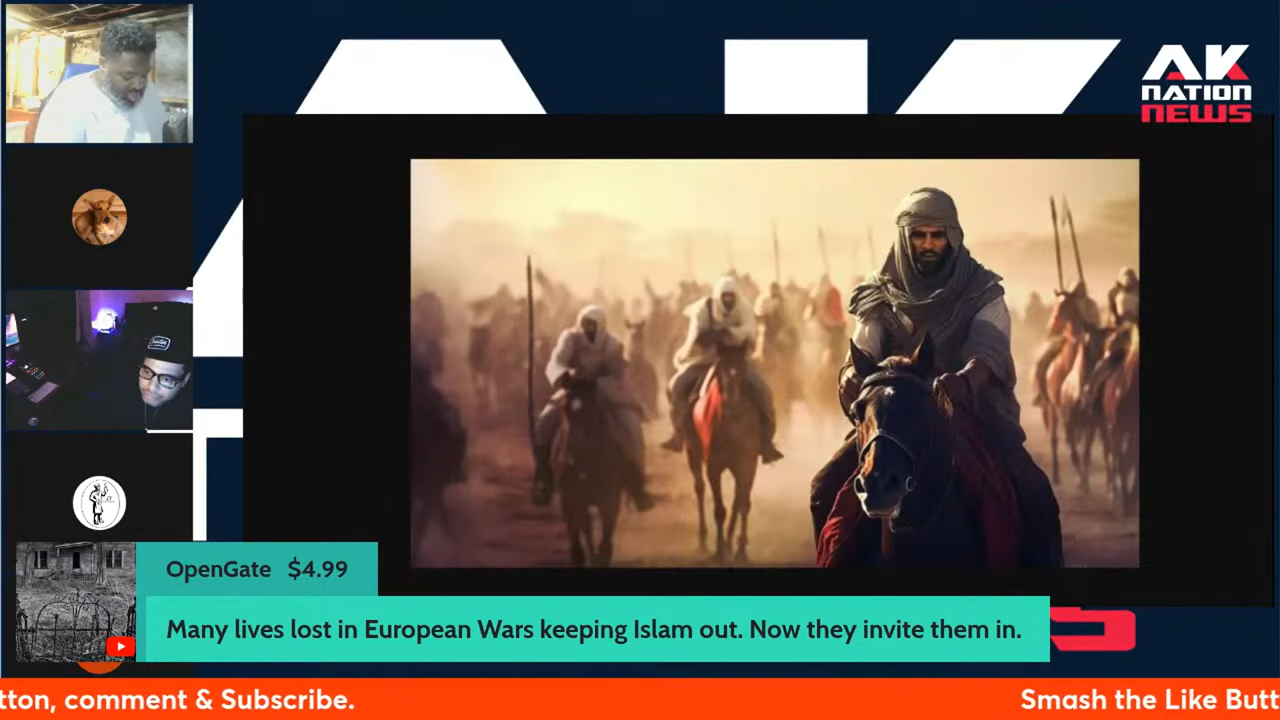 AK
NATION
NEWS
OpenGate $4.99
Many lives lost in European Wars keeping Islam out. Now they invite them in.
tton, comment & Subscribe.
Smash the Like Butt